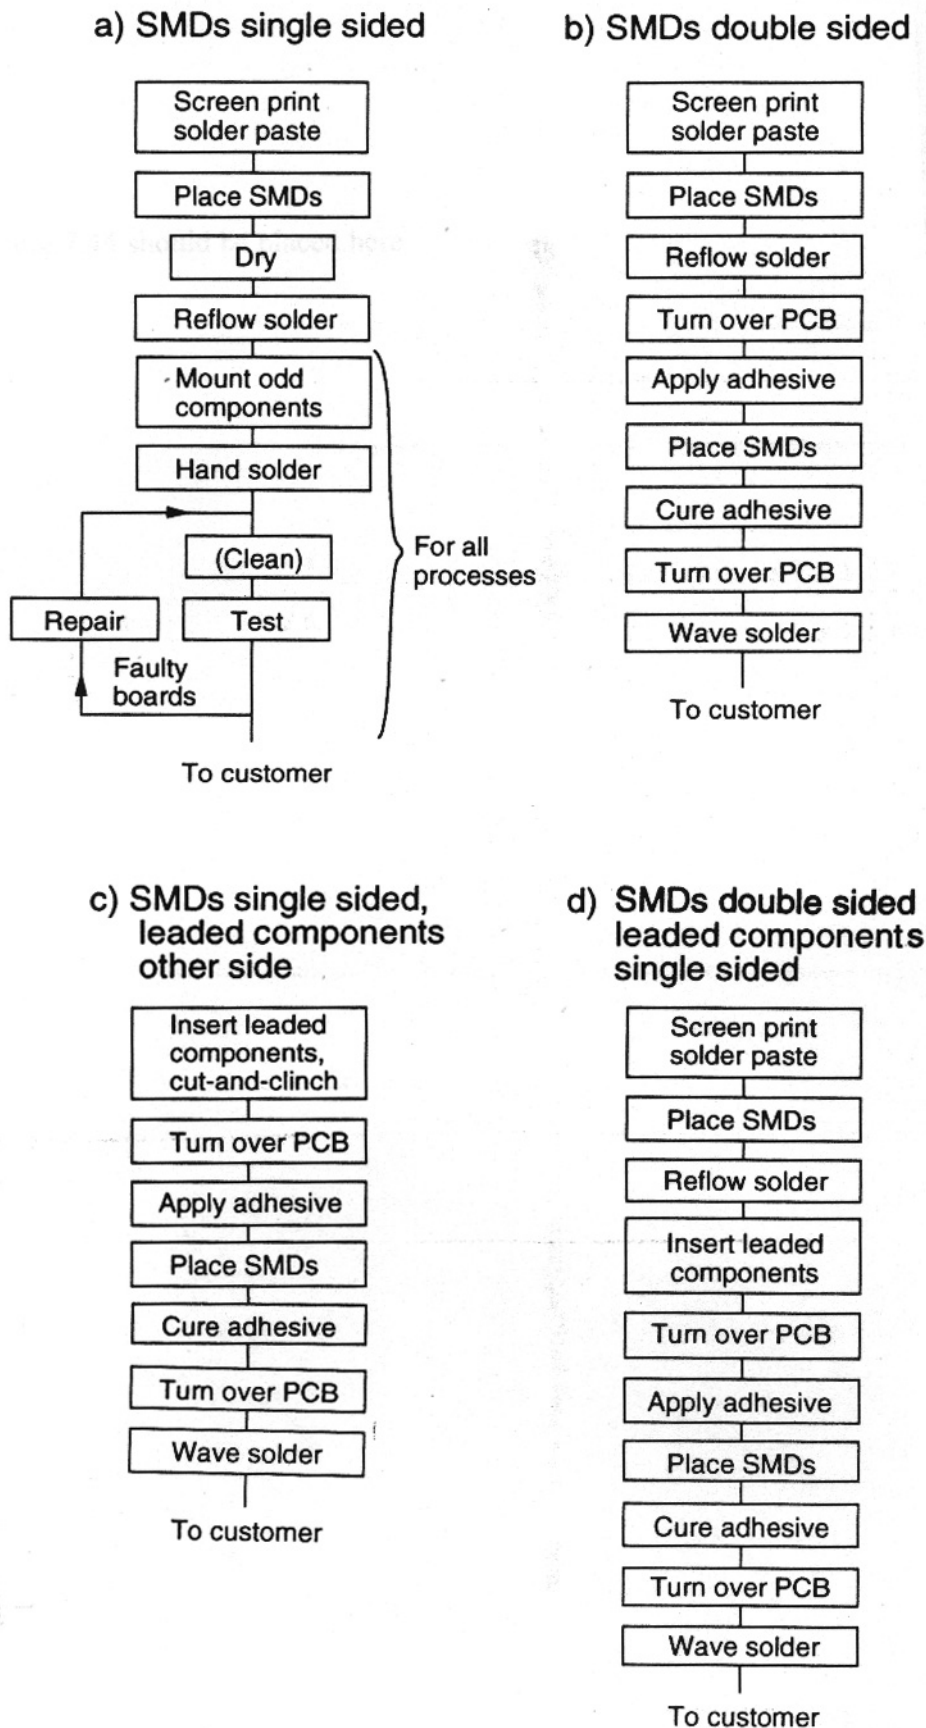 a) SMDs single sided
Screen print
solder paste
Place SMDs
Dry
Reflow solder
Mount odd
components
Hand solder
(Clean)
Test
Repair
Faulty
boards
For all
processes
To customer
b) SMDs double sided
Screen print
solder paste
Place SMDs
Reflow solder
Turn over PCB
Apply adhesive
Place SMDs
Cure adhesive
Turn over PCB
Wave solder
To customer
c) SMDs single sided,
leaded components
other side
Insert leaded
components,
cut-and-clinch
Turn over PCB
Apply adhesive
Place SMDs
Cure adhesive
Turn over PCB
Wave solder
To customer
d) SMDs double sided
leaded components
single sided
Screen print
solder paste
Place SMDs
Reflow solder
Insert leaded
components
Turn over PCB
Apply adhesive
Place SMDs
Cure adhesive
Turn over PCB
Wave solder
To customer